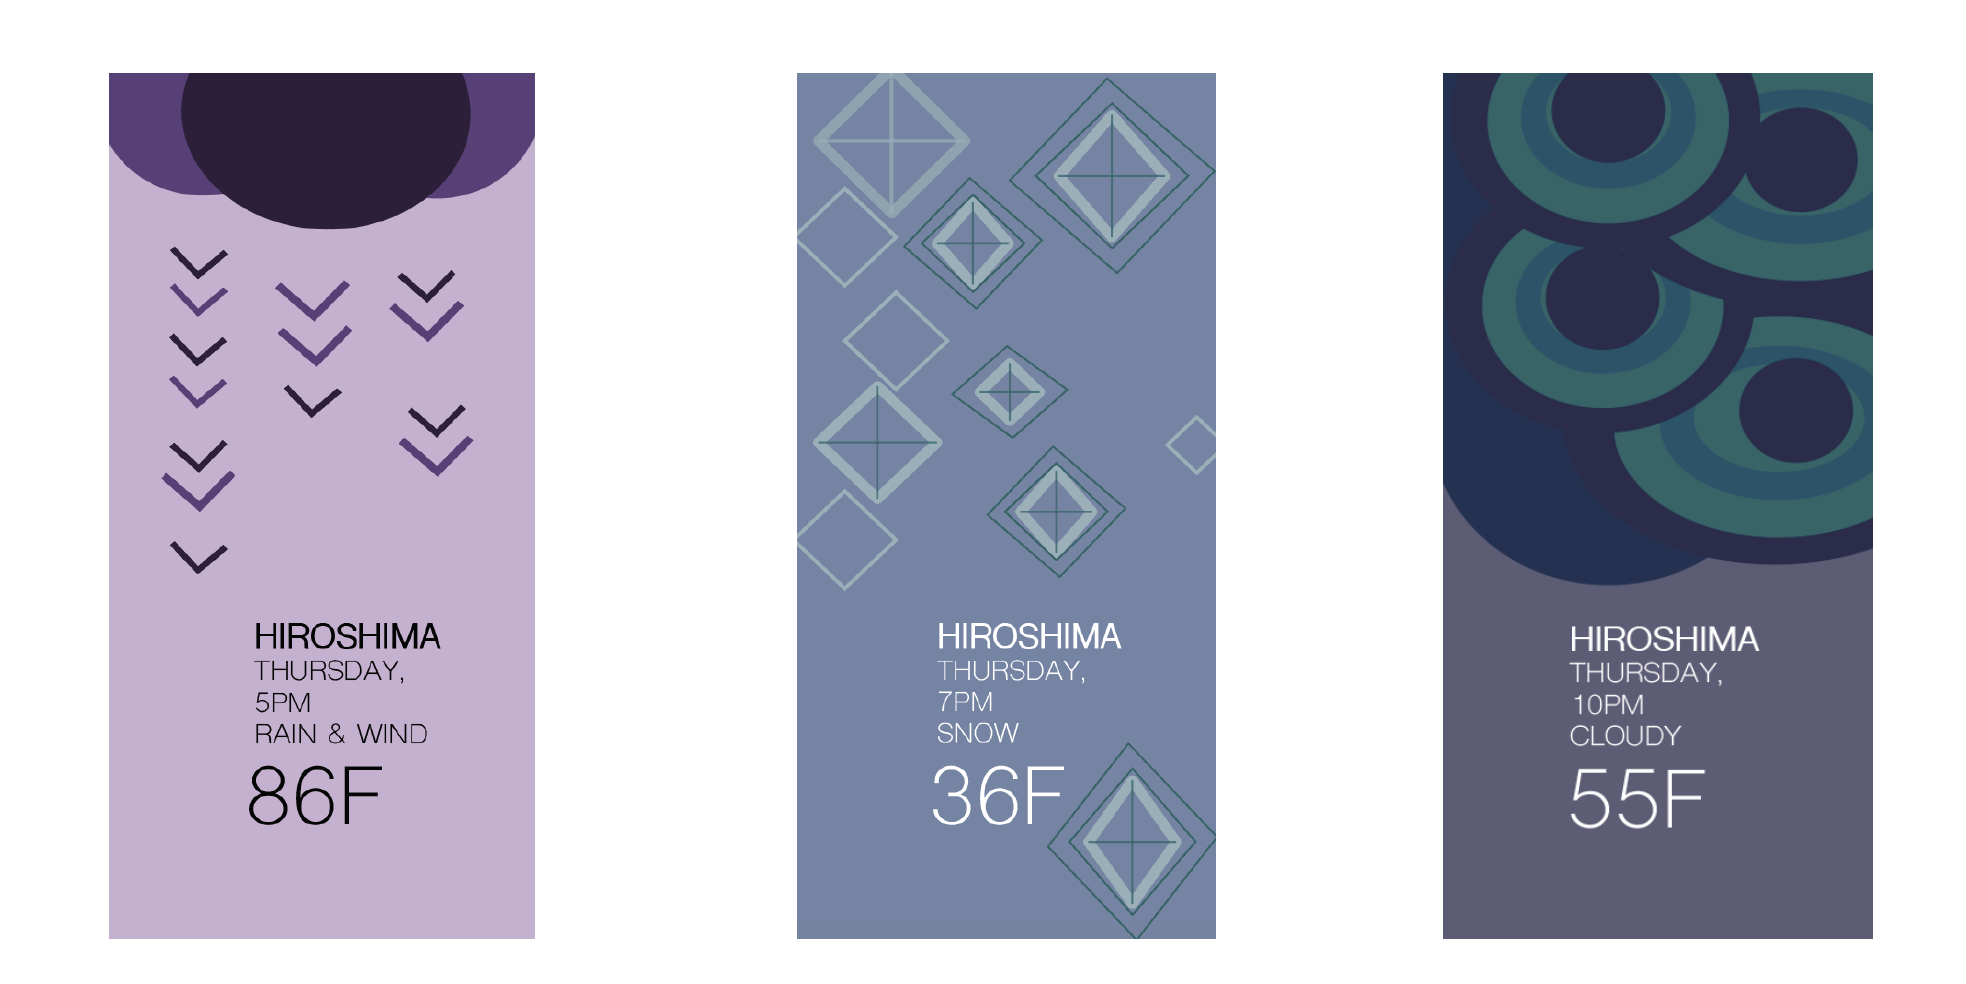 HIROSHIMA
THURSDAY,
5PM
RAIN & WIND
86F
HIROSHIMA
THURSDAY,
7PM
SNOW
36F
HIROSHIMA
THURSDAY,
10PM
CLOUDY
55F